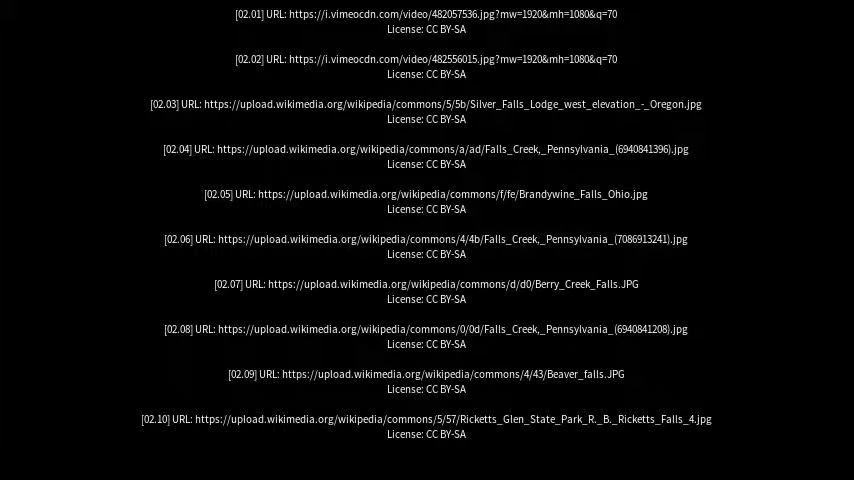 [02.01] URL: https://i.vimeocdn.com/video/482057536.jpg?mw=1920&mh=1080&q=70
License: CC BY-SA
[02.02] URL: https://i.vimeocdn.com/video/482556015.jpg?mw=1920&mh=1080&q=70
License: CC BY-SA
[02.03] URL: https://upload.wikimedia.org/wikipedia/commons/5/5b/Silver_Falls_Lodge_west_elevation_-_Oregon.jpg
License: CC BY-SA
[02.04] URL: https://upload.wikimedia.org/wikipedia/commons/a/ad/Falls_Creek,_Pennsylvania_(6940841396).jpg
License: CC BY-SA
[02.05] URL: https://upload.wikimedia.org/wikipedia/commons/f/fe/Brandywine_Falls_Ohio.jpg
License: CC BY-SA
[02.06] URL: https://upload.wikimedia.org/wikipedia/commons/4/4b/Falls_Creek,_Pennsylvania_(7086913241).jpg
License: CC BY-SA
[02.07] URL: https://upload.wikimedia.org/wikipedia/commons/d/d0/Berry_Creek_Falls.JPG
License: CC BY-SA
[02.08] URL: https://upload.wikimedia.org/wikipedia/commons/0/0d/Falls_Creek,_Pennsylvania_(6940841208).jpg
License: CC BY-SA
[02.09] URL: https://upload.wikimedia.org/wikipedia/commons/4/43/Beaver_falls.JPG
License: CC BY-SA
[02.10] URL: https://upload.wikimedia.org/wikipedia/commons/5/57/Ricketts_Glen_State_Park_R._B._Ricketts_Falls_4.jpg
License: CC BY-SA